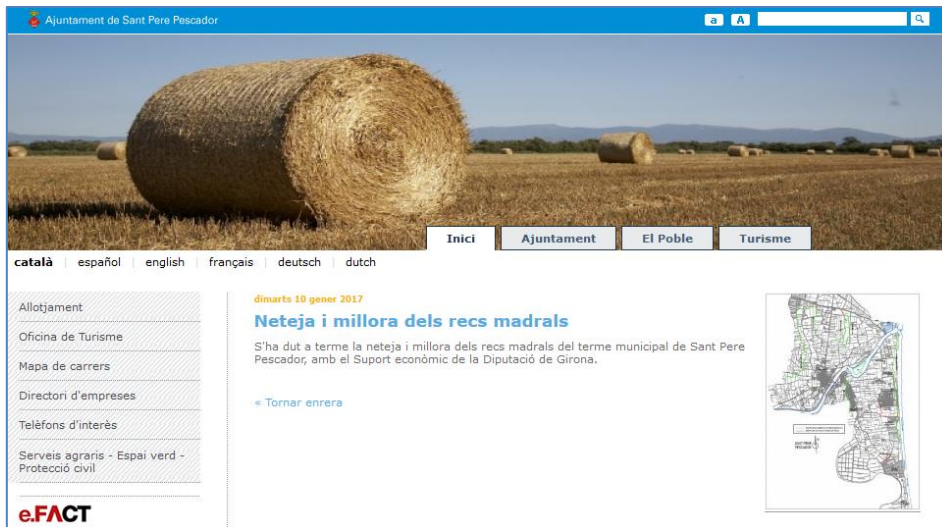 Ajuntament de Sant Pere Pescador
a A
Inici Ajuntament El Poble Turisme
català español english français deutsch dutch
Allotjament
Oficina de Turisme
Mapa de carrers
Directori d'empreses
Telèfons d'interès
Serveis agraris - Espai verd -
Protecció civil
e.FACT
dimarts 10 gener 2017
Neteja i millora dels recs madrals
S'ha dut a terme la neteja i millora dels recs madrals del terme municipal de Sant Pere
Pescador, amb el Suport econòmic de la Diputació de Girona.
« Tornar enrera